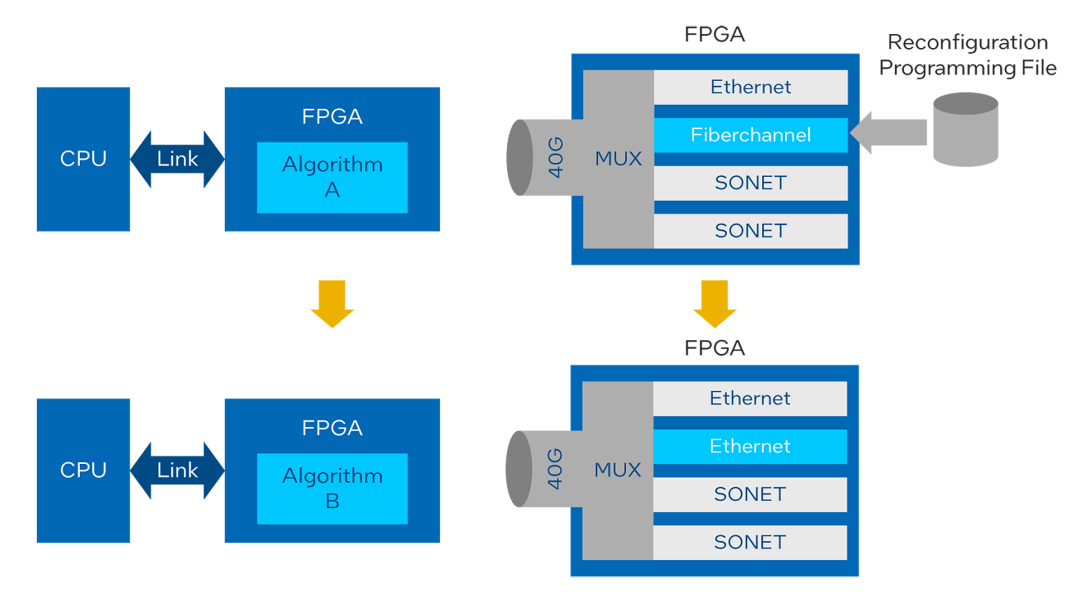 FPGA
Reconfiguration
Programming File
CPU
Link
FPGA
Algorithm
A
40G
MUX
Ethernet
Fiberchannel
SONET
SONET
FPGA
CPU
Link
FPGA
Algorithm
B
40G
MUX
Ethernet
Ethernet
SONET
SONET